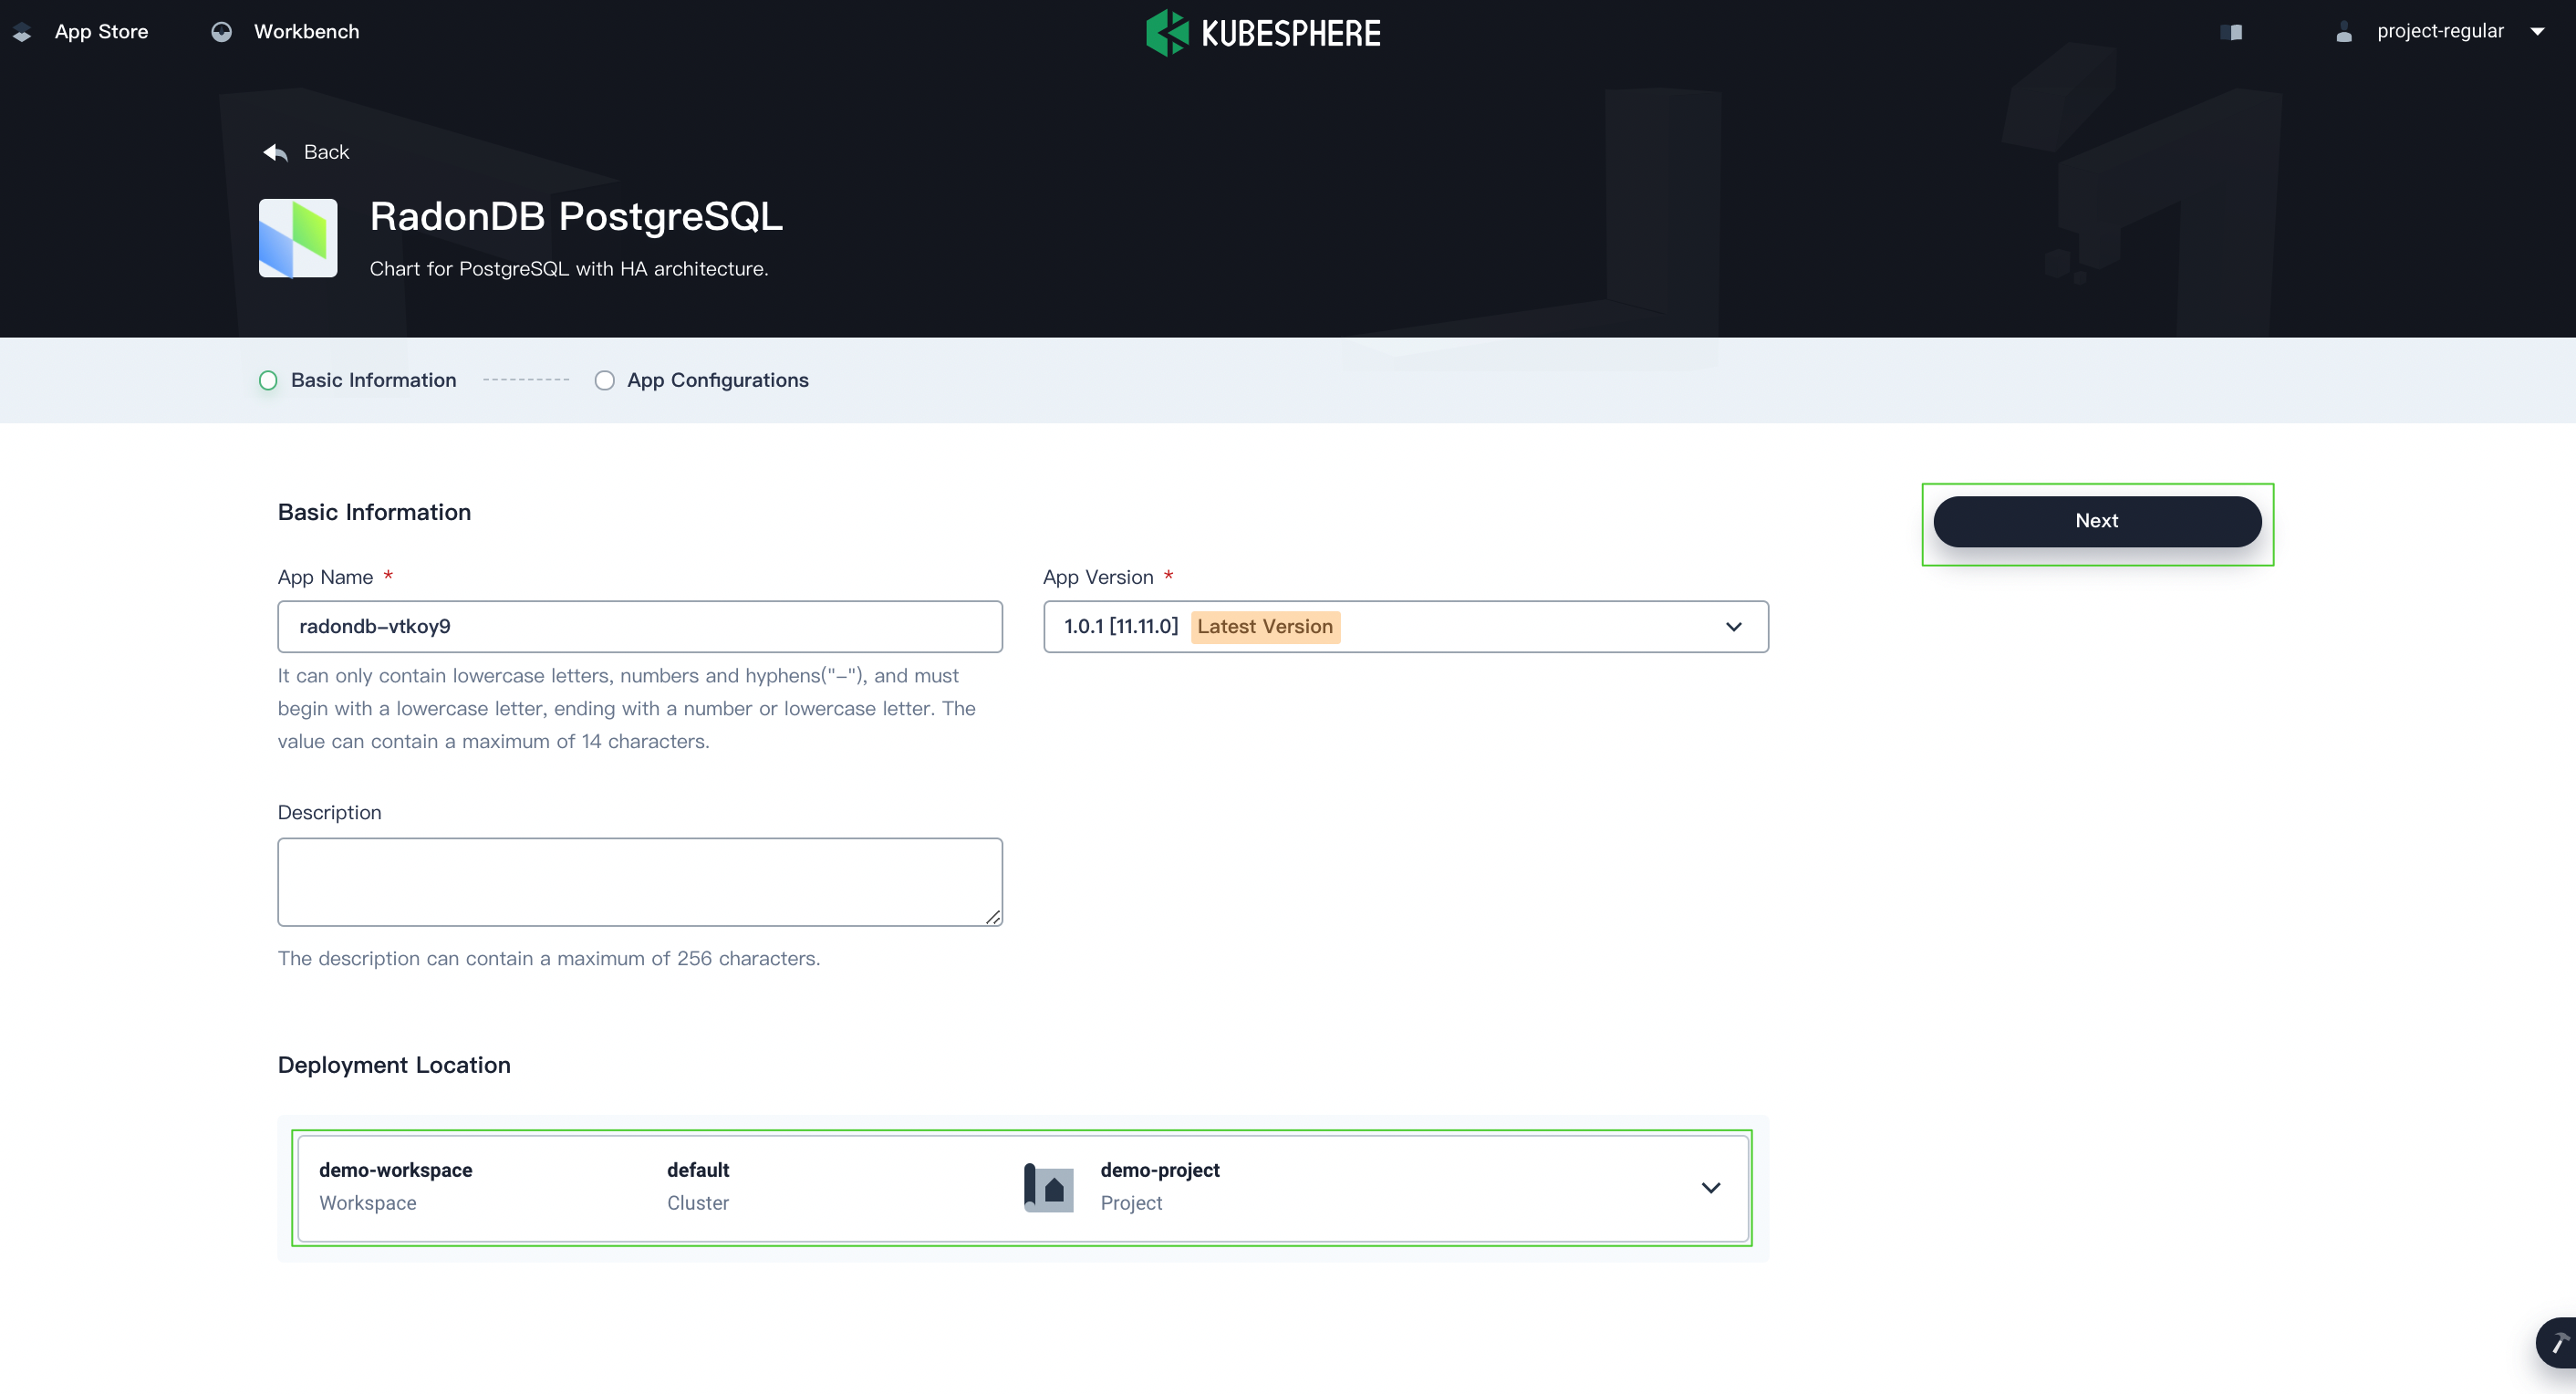 App Store
Workbench
KUBESPHERE
project-regular
Back
RadonDB PostgreSQL
Chart for PostgreSQL with HA architecture.
Basic Information
App Configurations
Basic Information
Next
App Name *
App Version *
radondb-vtkoy9
1.0.1 [11.11.0] Latest Version
It can only contain lowercase letters, numbers and hyphens("-"), and must
begin with a lowercase letter, ending with a number or lowercase letter. The
value can contain a maximum of 14 characters.
Description
The description can contain a maximum of 256 characters.
Deployment Location
demo-workspace
Workspace
default
Cluster
demo-project
Project